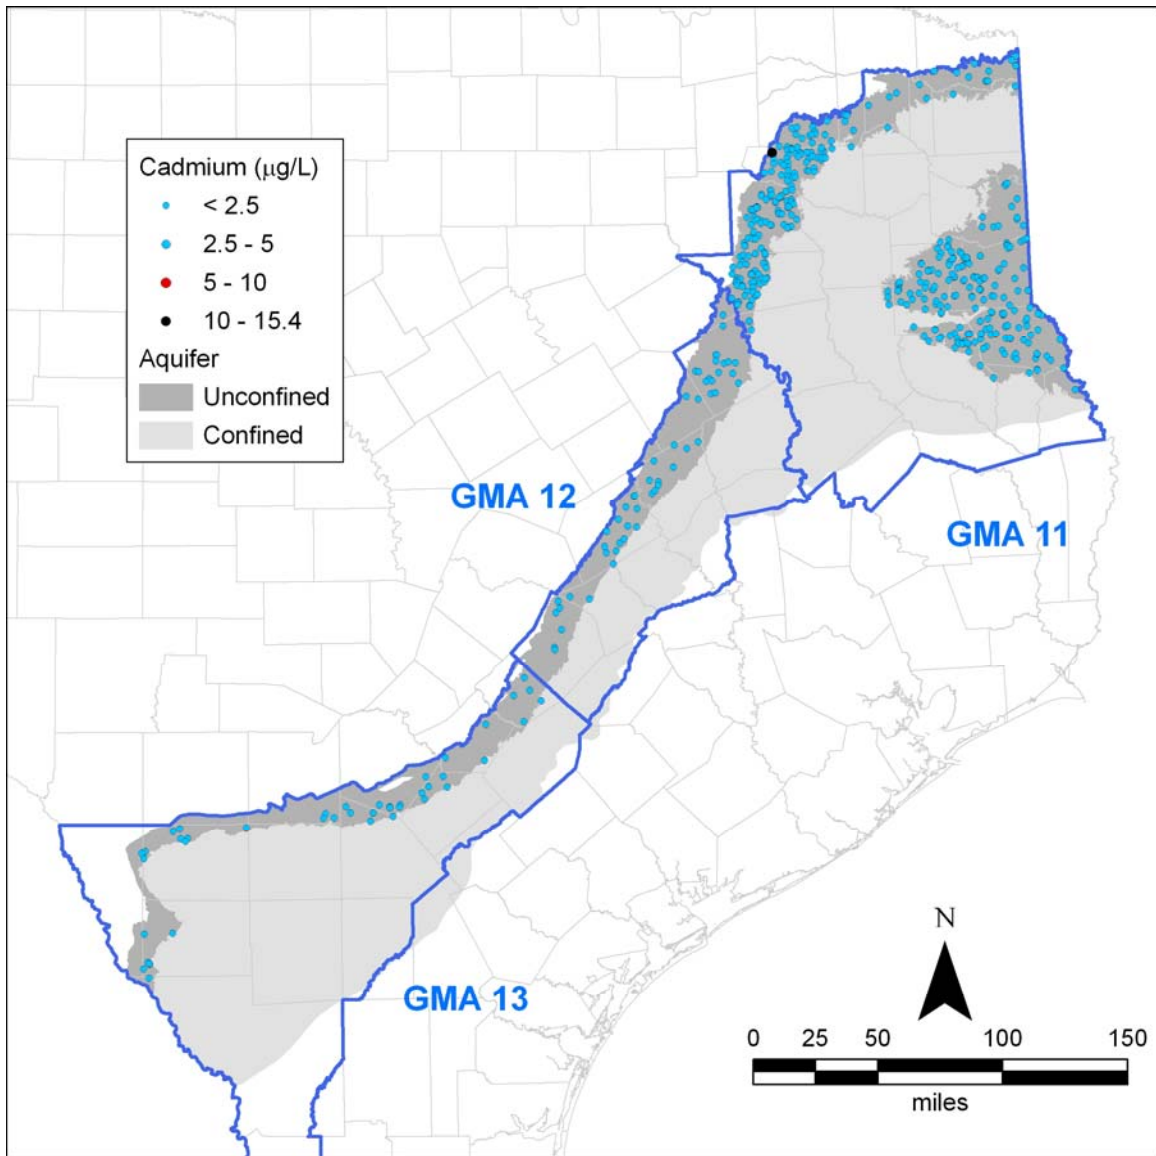 Cadmium (μg/L)
< 2.5
2.5 - 5
5 - 10
10 - 15.4
Aquifer
Unconfined
Confined
GMA 12
GMA 11
GMA 13
N
0 25 50 100 150
miles